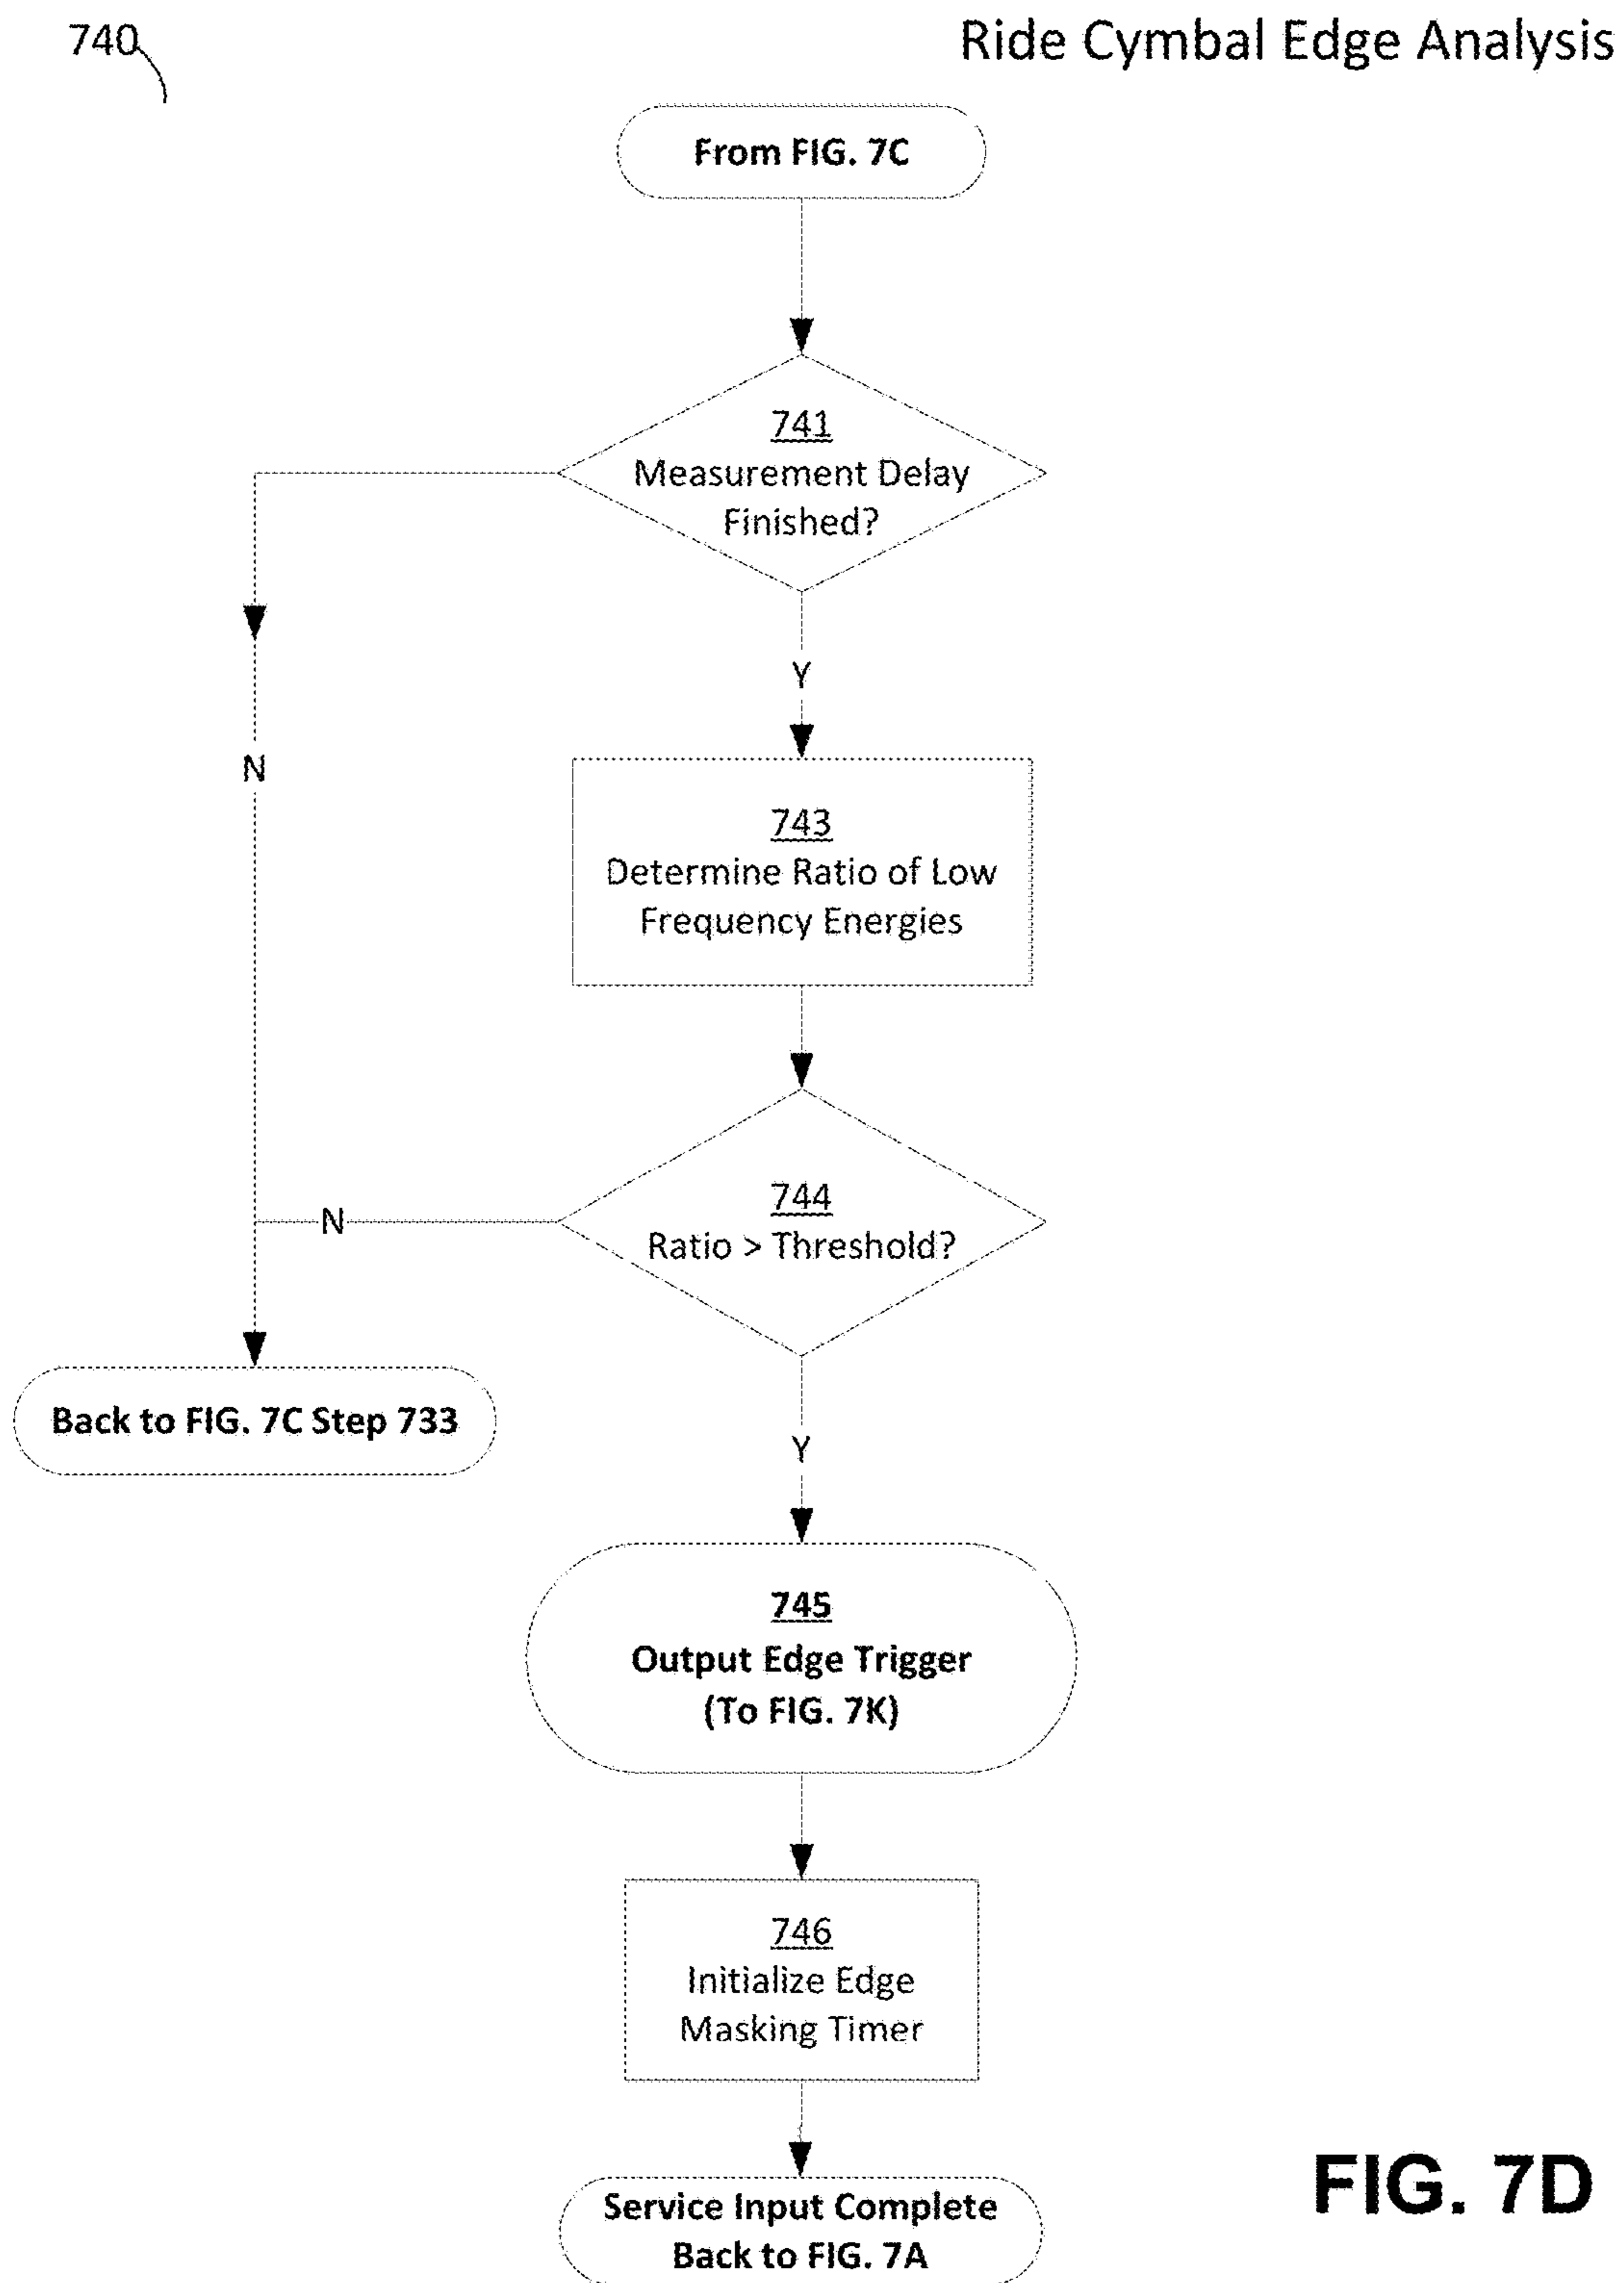 740
Ride Cymbal Edge Analysis
From FIG. 7C
741
Measurement Delay
Finished?
Y
N
743
Determine Ratio of Low
Frequency Energies
744
Ratio > Threshold?
N
Back to FIG. 7C Step 733
Y
745
Output Edge Trigger
(To FIG. 7K)
746
Initialize Edge
Masking Timer
Service Input Complete
Back to FIG. 7A
FIG. 7D